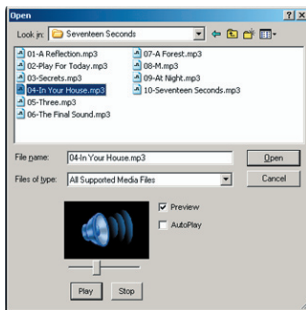 Open
Look in: Seventeen Seconds
01-A Reflection.mp3
02-Play For Today.mp3
03-Secrets.mp3
04-In Your House.mp3
05-Three.mp3
06-The Final Sound.mp3
07-A Forest.mp3
08-M.mp3
09-At Night.mp3
10-Seventeen Seconds.mp3
File name: 04-In Your House.mp3 Open
Files of type: All Supported Media Files Cancel
Preview
AutoPlay
Play Stop